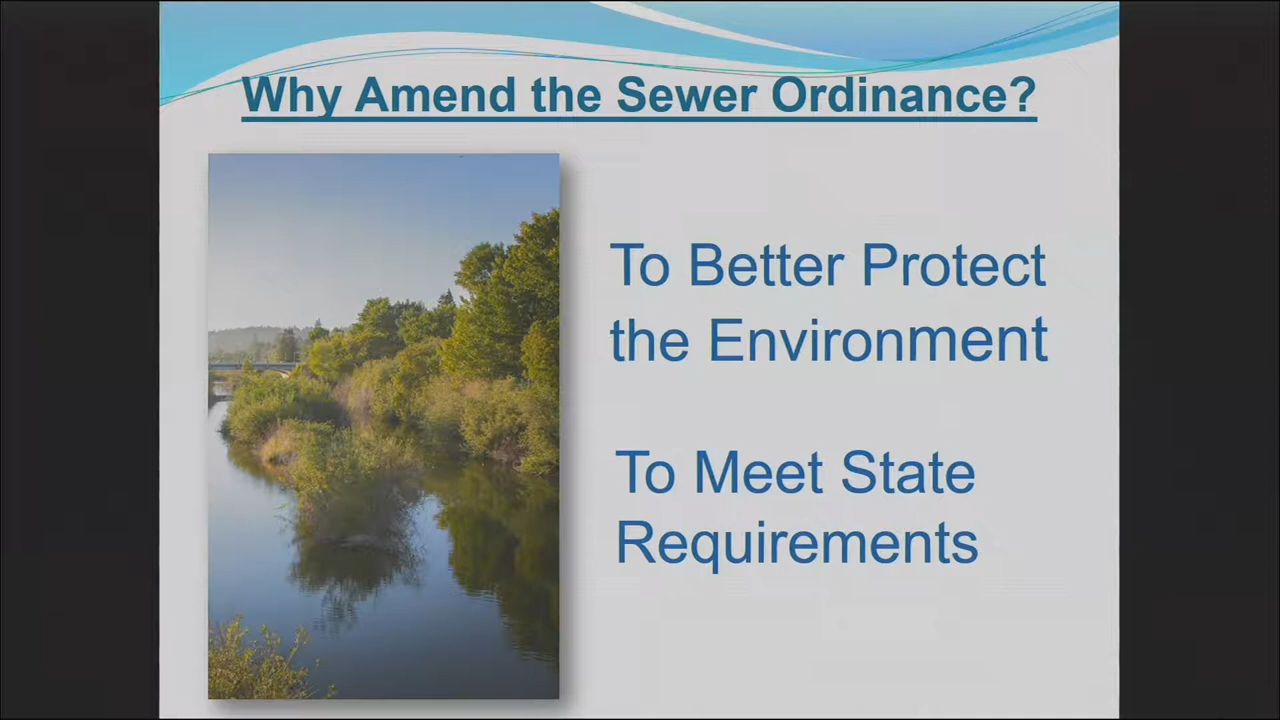 Why Amend the Sewer Ordinance?
To Better Protect
the Environment
To Meet State
Requirements